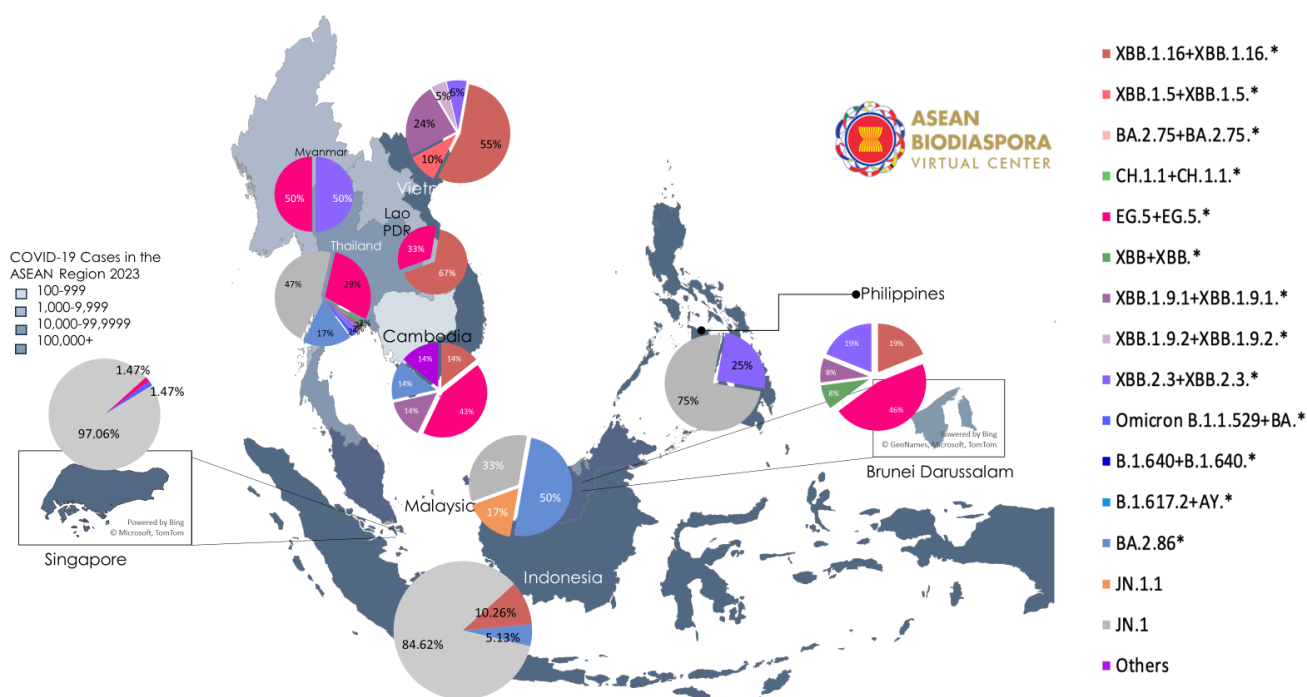 5%
6%
24%
55%
10%
Myanmar
Vietn
50%
50%
Lao
PDR
33%
67%
Thailand
47%
29%
17%
COVID-19 Cases in the
ASEAN Region 2023
100-999
1,000-9,999
10,000-99,9999
100,000+
1.47%
1.47%
97.06%
Powered by Bing
© Microsoft, TomTom
Singapore
Cambodia
14%
14%
14%
14%
43%
Philippines
75%
25%
19%
19%
8%
8%
46%
Powered by Bing
© GeoNames, Microsoft, TomTom
Brunei Darussalam
Malaysia
33%
50%
17%
Indonesia
10.26%
5.13%
84.62%
ASEAN
BIODIASPORA
VIRTUAL CENTER
XBB.1.16+XBB.1.16.*
XBB.1.5+XBB.1.5.*
BA.2.75+BA.2.75.*
CH.1.1+CH.1.1.*
EG.5+EG.5.*
XBB+XBB.*
XBB.1.9.1+XBB.1.9.1.*
XBB.1.9.2+XBB.1.9.2.*
XBB.2.3+XBB.2.3.*
Omicron B.1.1.529+BA.*
B.1.640+B.1.640.*
B.1.617.2+AY.*
BA.2.86*
JN.1.1
JN.1
Others